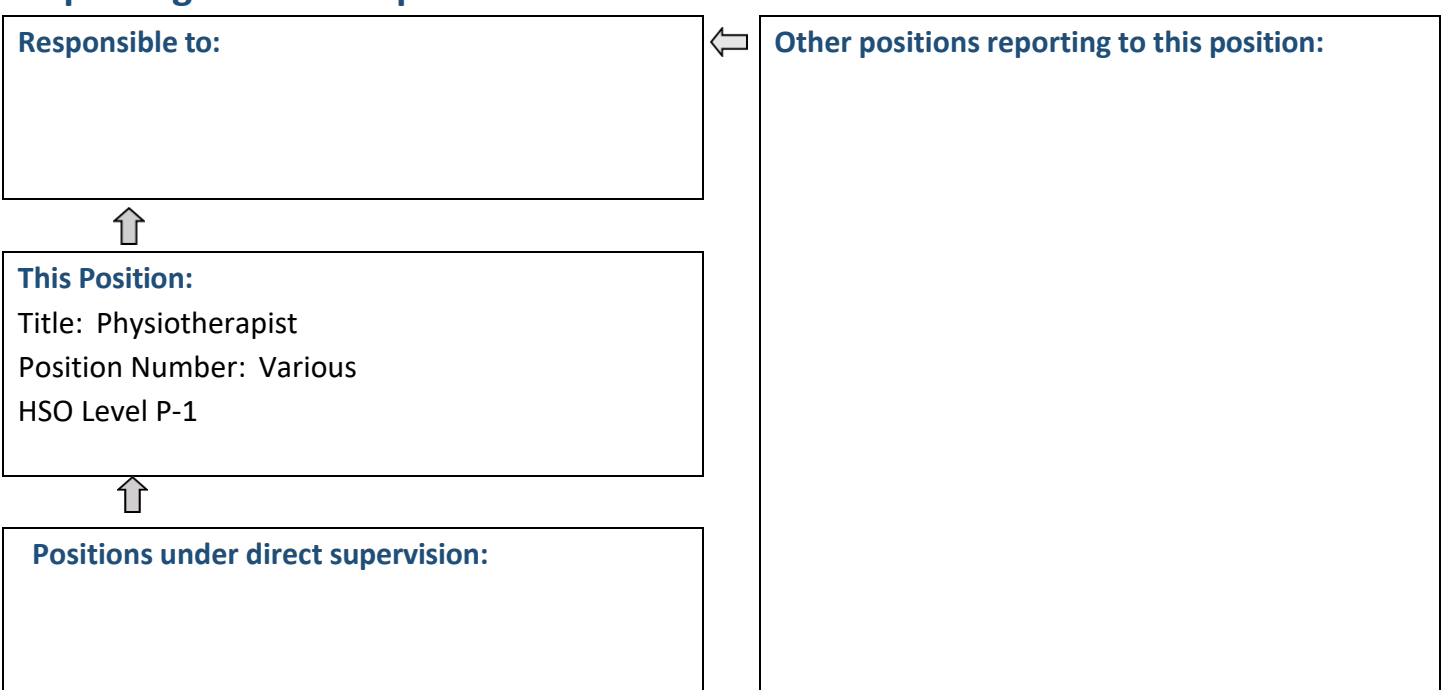 Responsible to:
Other positions reporting to this position:
This Position:
Title: Physiotherapist
Position Number: Various
HSO Level P-1
Positions under direct supervision: